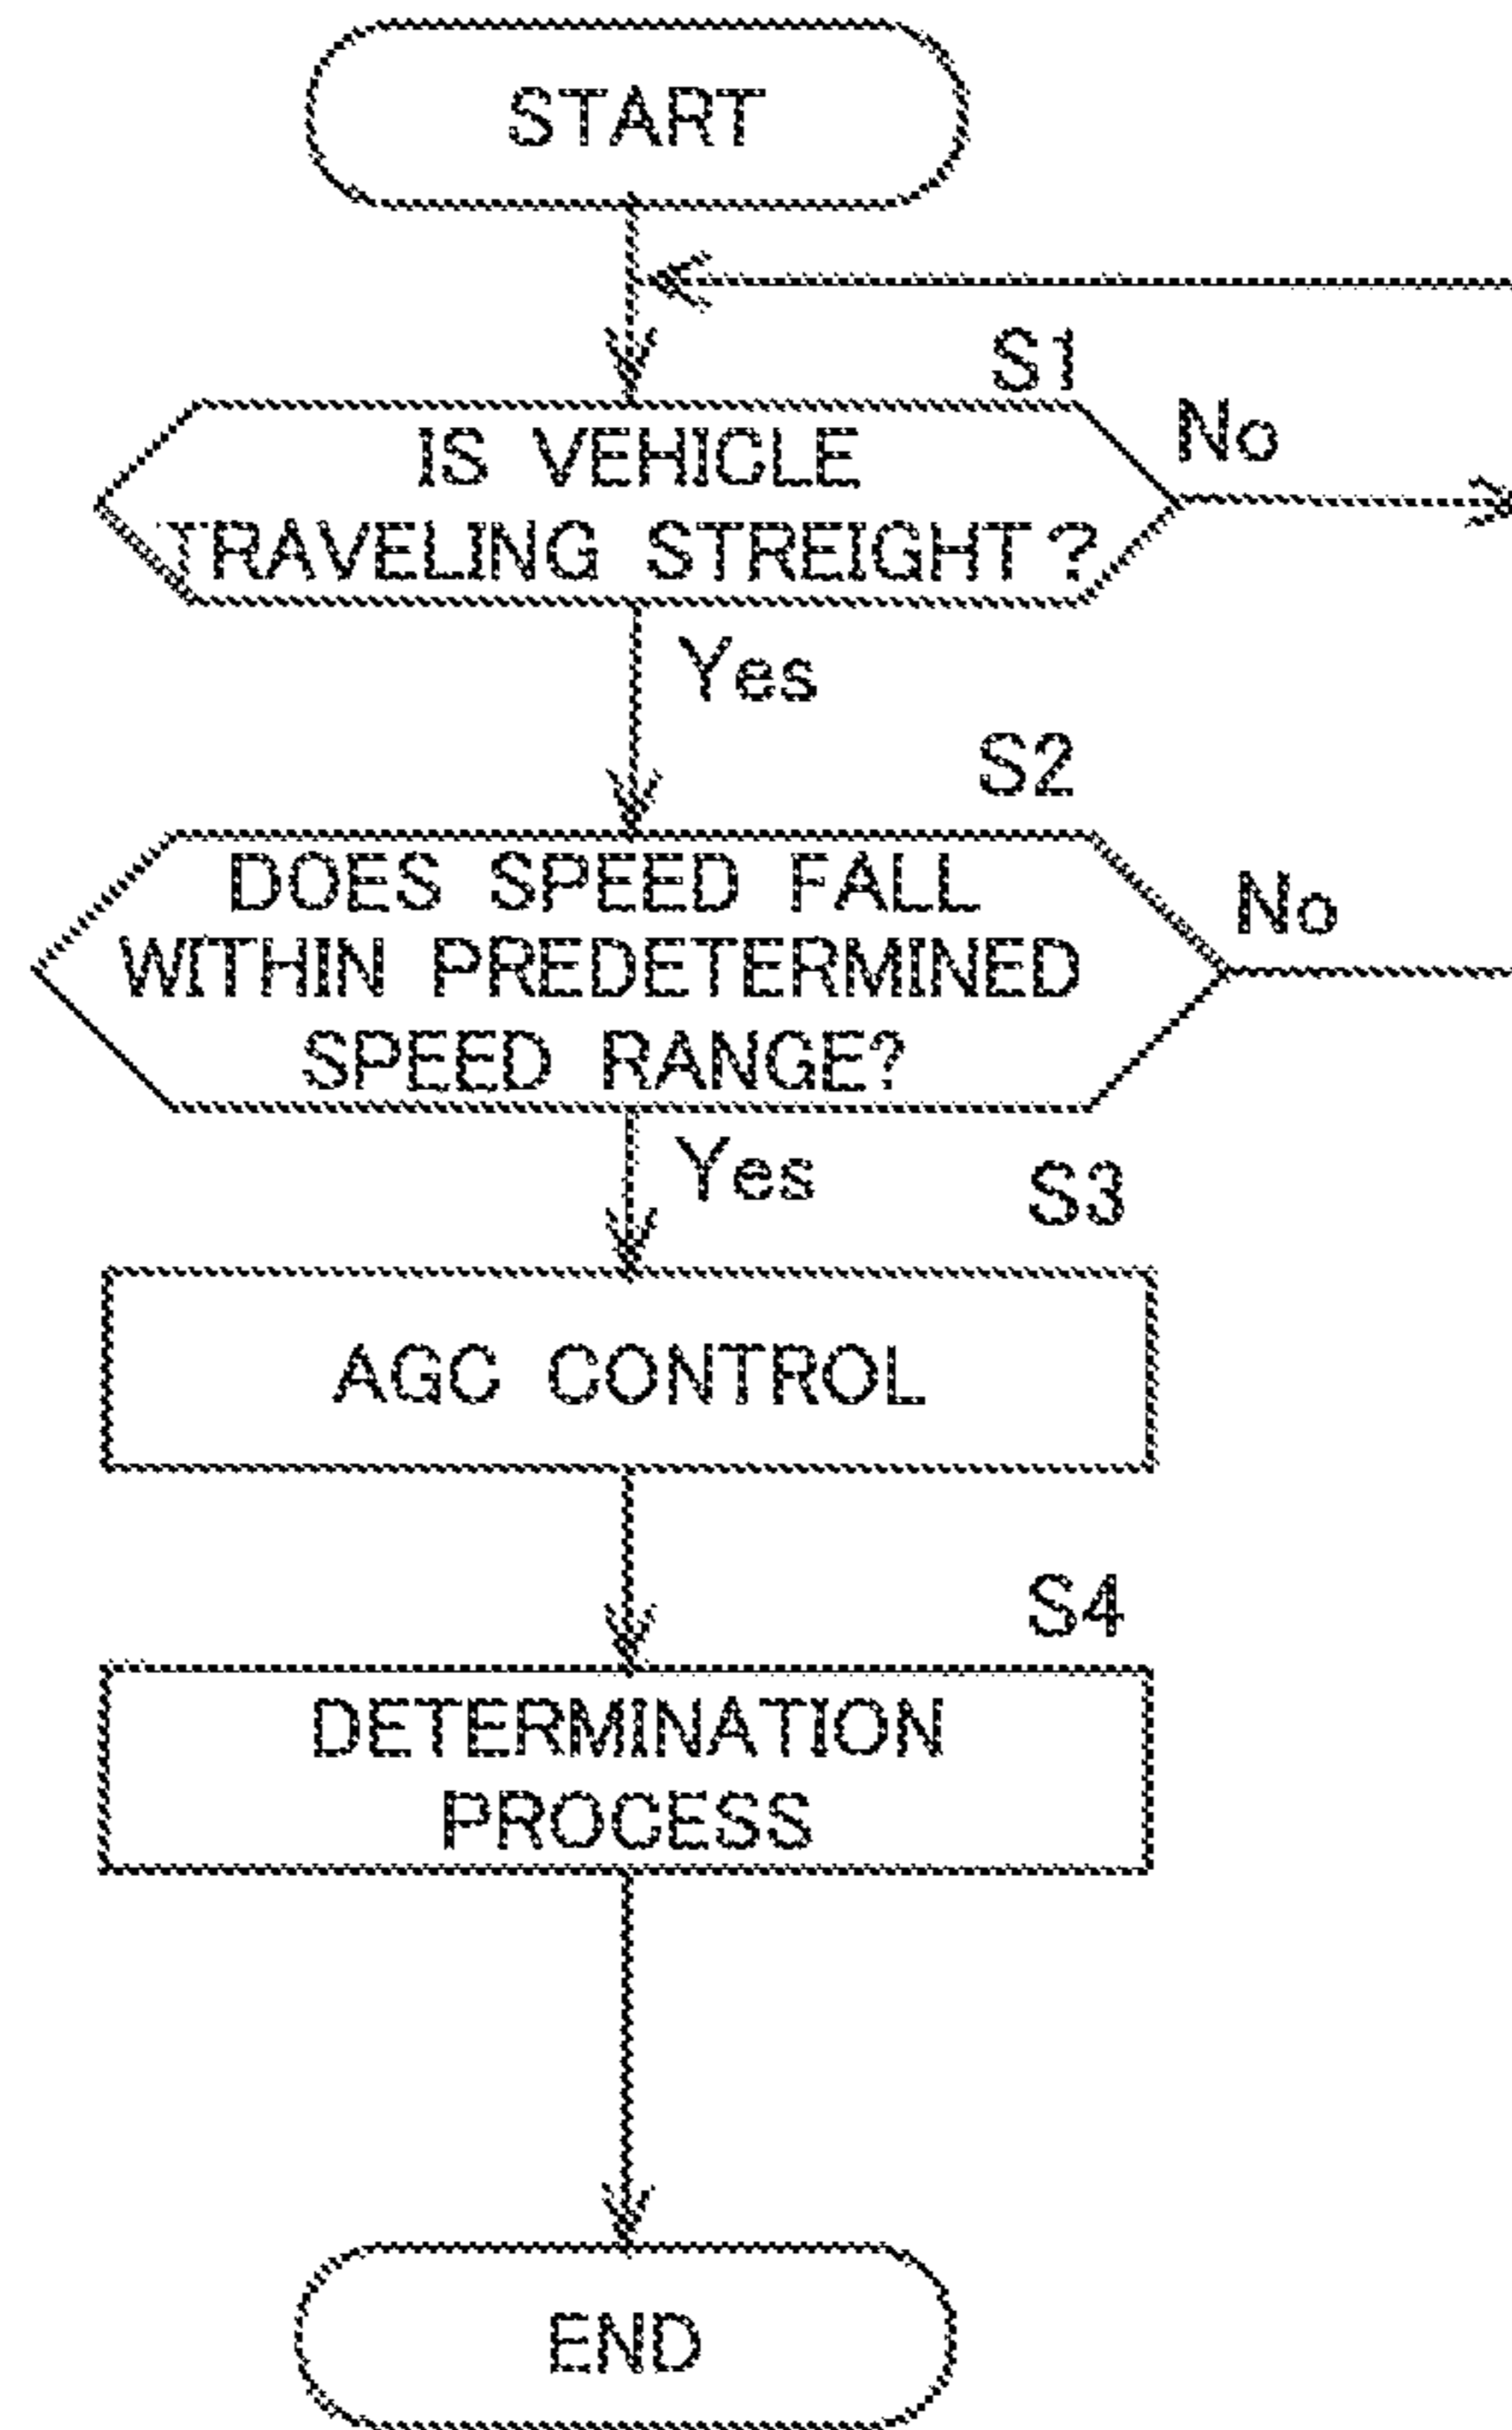 START
S1
IS VEHICLE
TRAVELING STREIGHT?
No
Yes
S2
DOES SPEED FALL
WITHIN PREDETERMINED
SPEED RANGE?
No
Yes
S3
AGC CONTROL
S4
DETERMINATION
PROCESS
END